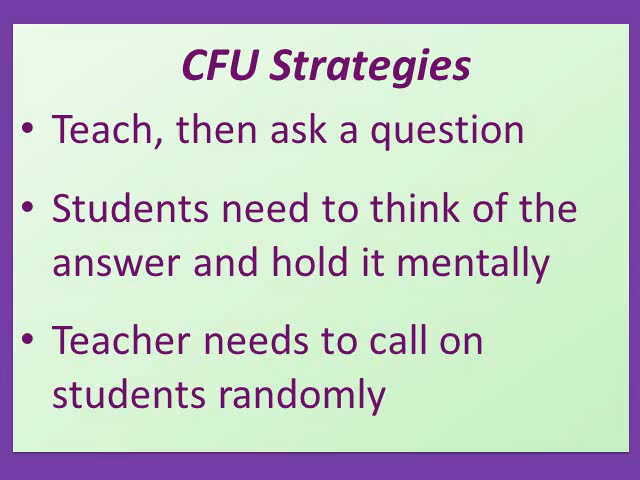 CFU Strategies
• Teach, then ask a question
• Students need to think of the
answer and hold it mentally
• Teacher needs to call on
students randomly